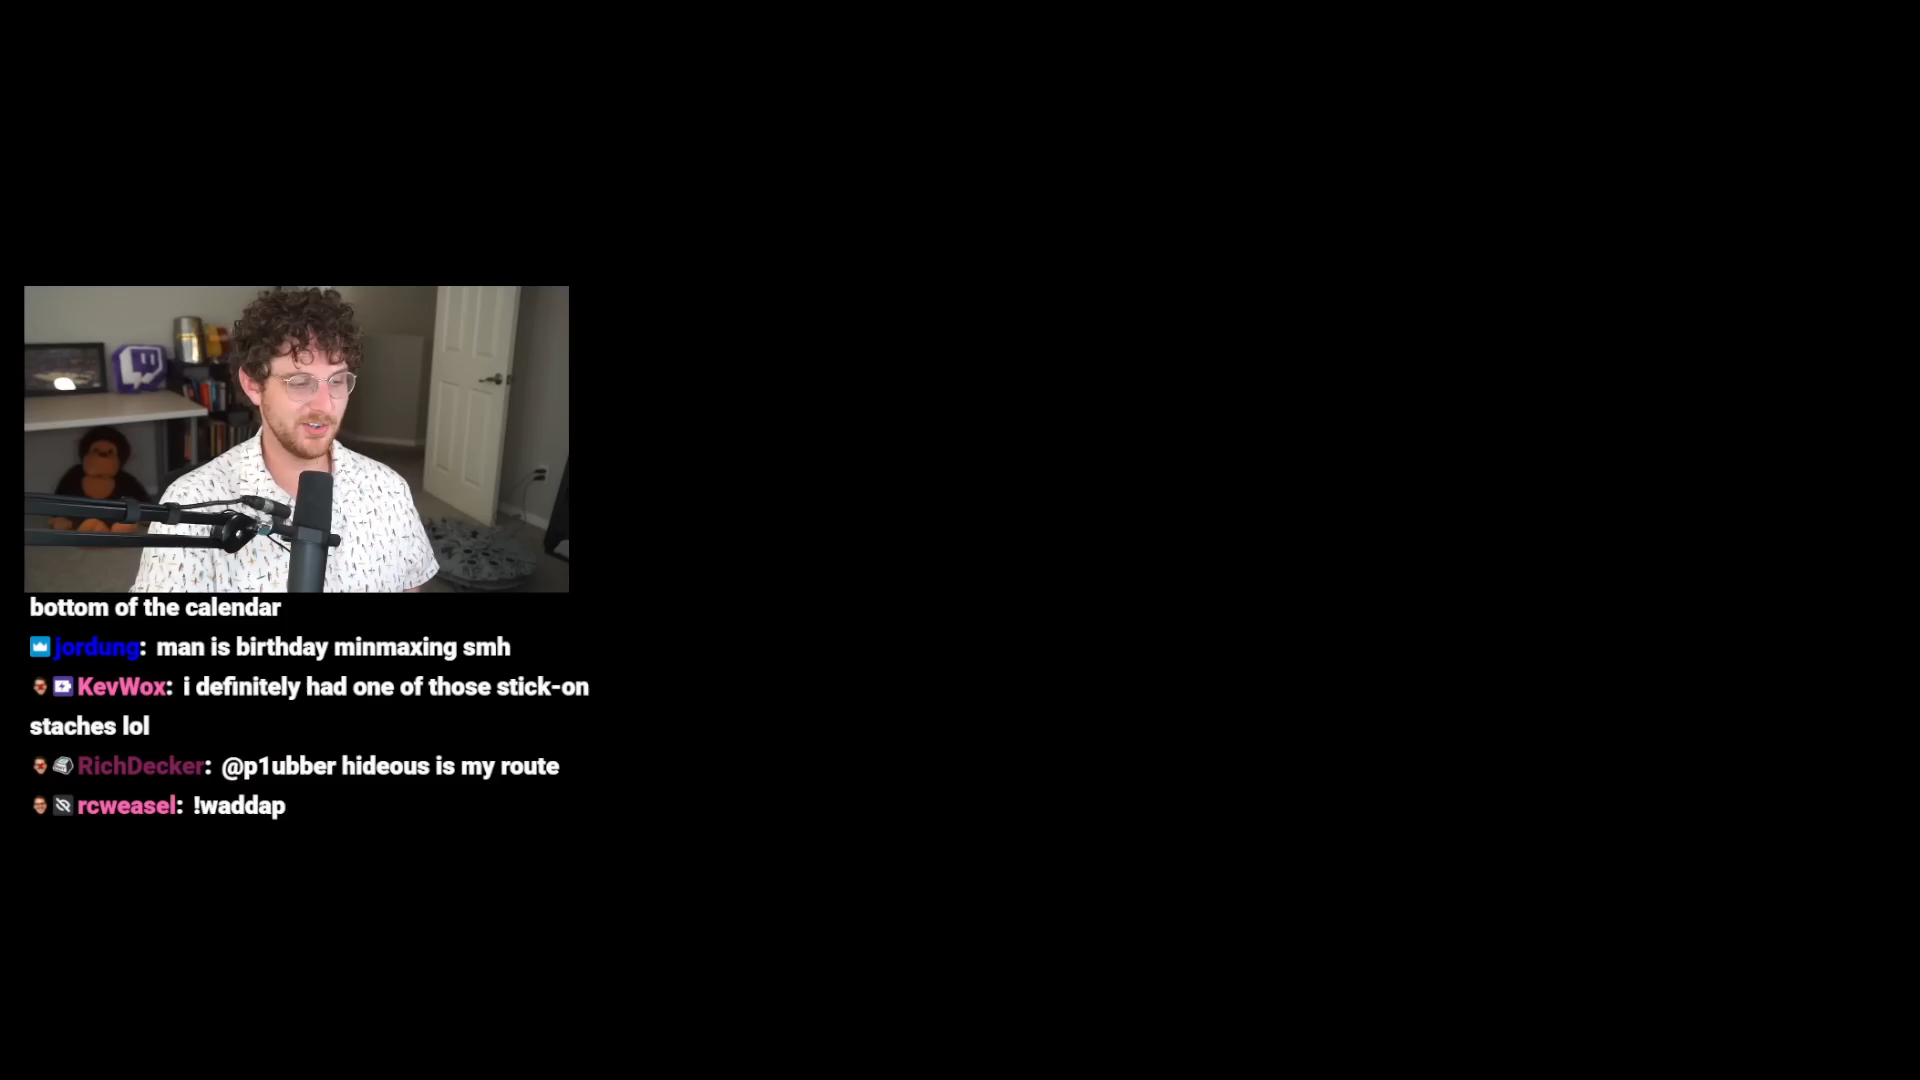 bottom of the calendar
jordung: man is birthday minmaxing smh
KevWox: i definitely had one of those stick-on
staches lol
RichDecker: @p1ubber hideous is my route
rcweasel: !waddap